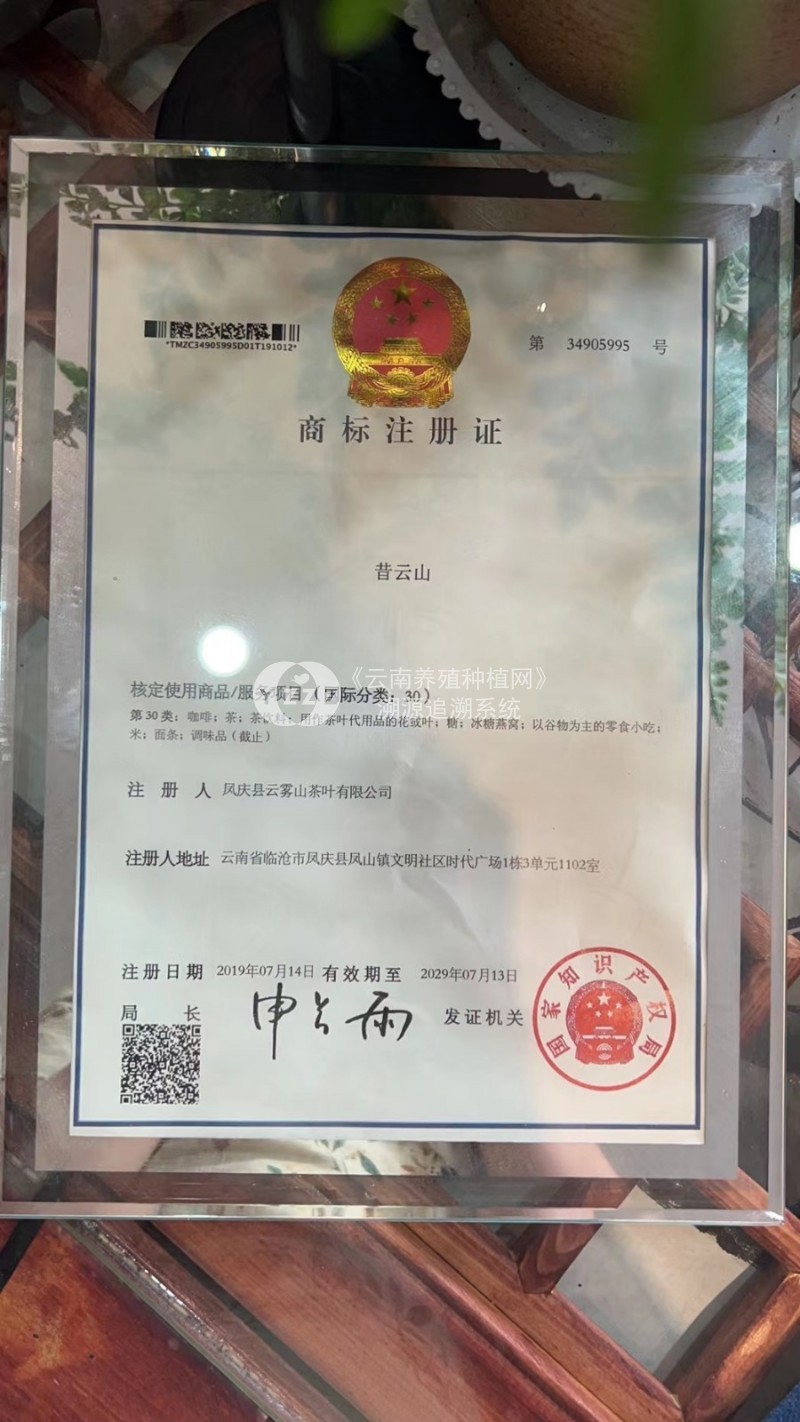 *TMZC34905995D01T191012*
第 34905995 号
商标注册证
昔云山
核定使用商品/服务项目（国际分类：30）
第30类：咖啡；茶；茶饮料；用作茶叶代用品的花或叶；糖；冰糖燕窝；以谷物为主的零食小吃；
米；面条；调味品（截止）
《云南养殖种植网》
溯源追溯系统
YZZ
注 册 人 凤庆县云雾山茶叶有限公司
注册人地址 云南省临沧市凤庆县凤山镇文明社区时代广场1栋3单元1102室
注册日期 2019年07月14日 有效期至 2029年07月13日
局 长 申长雨 发证机关
国家知识产权局